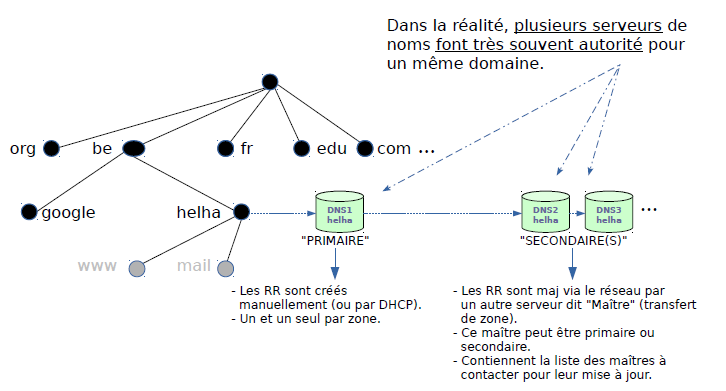 Dans la réalité, plusieurs serveurs de
noms font très souvent autorité pour
un même domaine.
org
be
fr
edu
com ...
google
helha
DNS1
helha
DNS2
helha
DNS3
helha
...
"PRIMAIRE"
"SECONDAIRE(S)"
www
mail
- Les RR sont créés
manuellement (ou par DHCP).
- Un et un seul par zone.
- Les RR sont maj via le réseau par
un autre serveur dit "Maître" (transfert
de zone).
- Ce maître peut être primaire ou
secondaire.
- Contiennent la liste des maîtres à
contacter pour leur mise à jour.